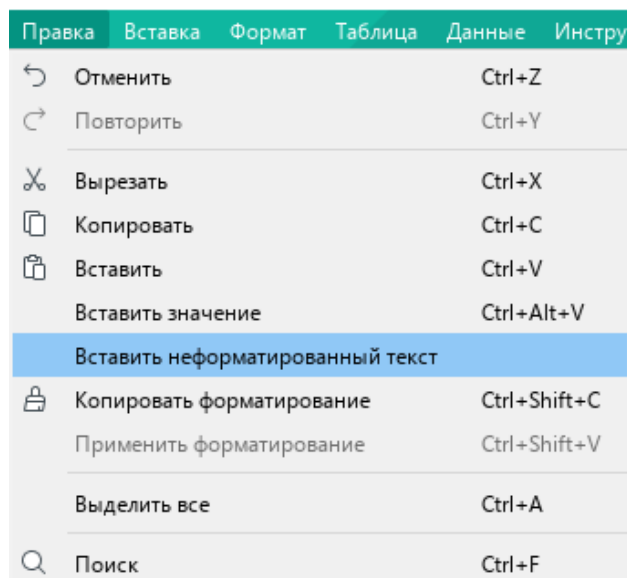 Правка Вставка Формат Таблица Данные Инстру
Отменить Ctrl+Z
Повторить Ctrl+Y
Вырезать Ctrl+X
Копировать Ctrl+C
Вставить Ctrl+V
Вставить значение Ctrl+Alt+V
Вставить неформатированный текст
Копировать форматирование Ctrl+Shift+C
Применить форматирование Ctrl+Shift+V
Выделить все Ctrl+A
Поиск Ctrl+F